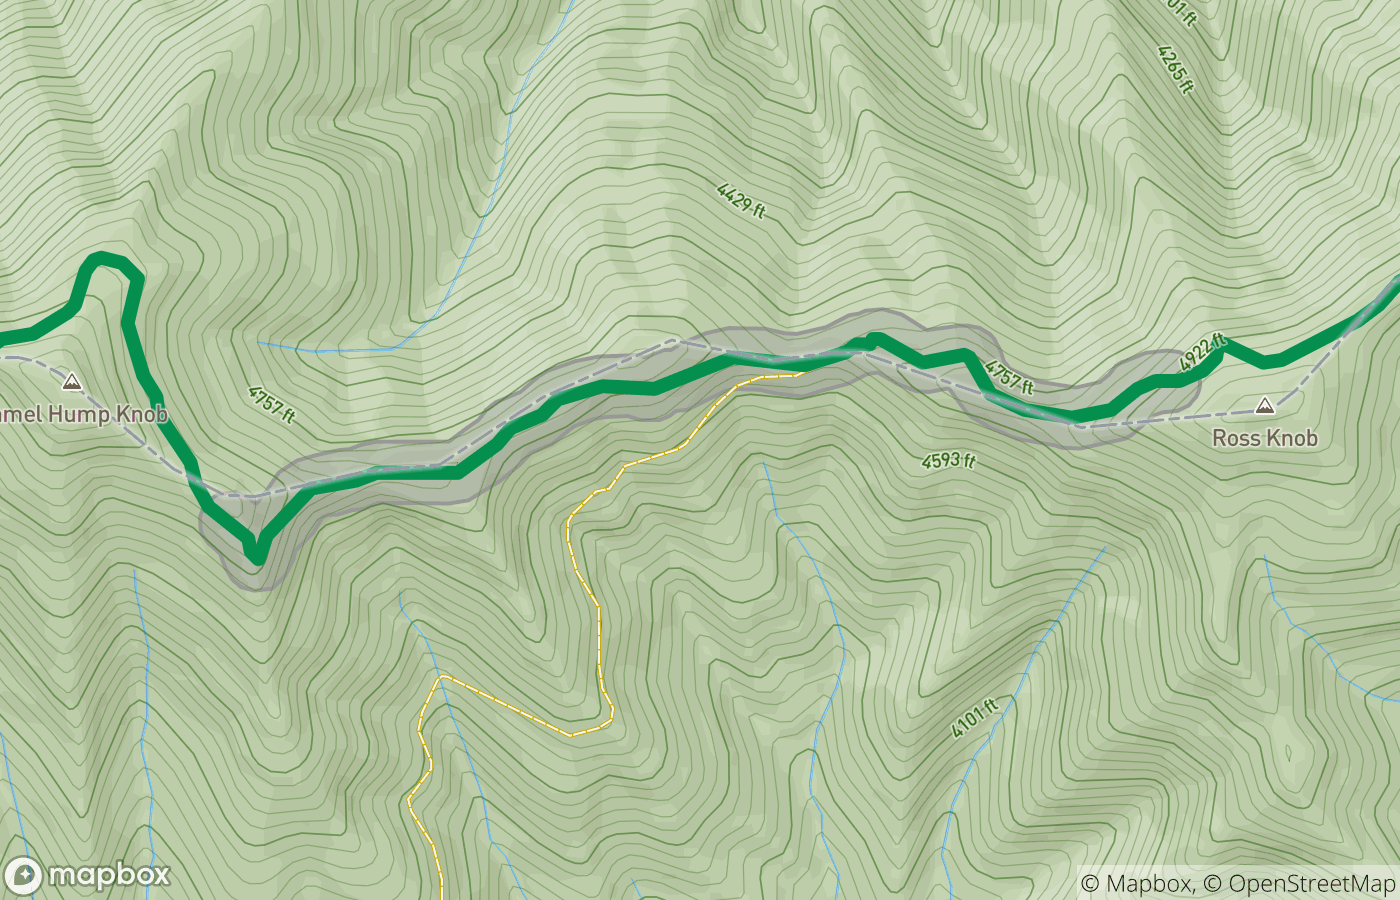 4265 ft
4429 ft
4922 ft
4757 ft
4757 ft
mel Hump Knob
Ross Knob
4593 ft
4101 ft
mapbox
© Mapbox, © OpenStreetMap